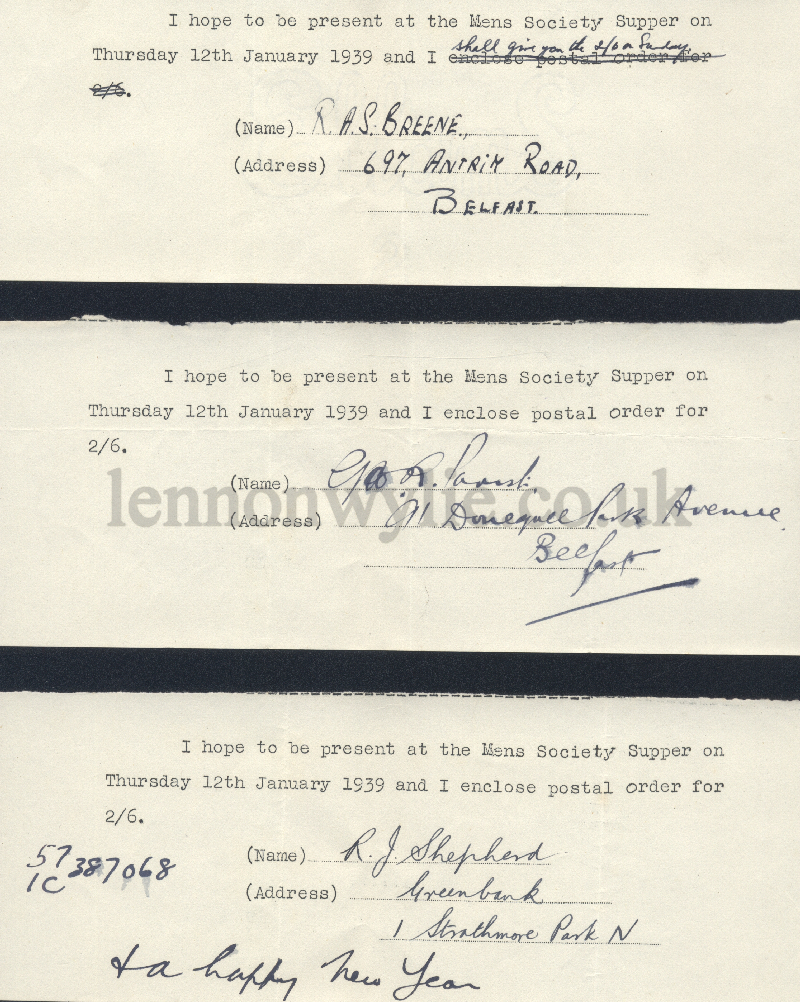 I hope to be present at the Mens Society Supper on
shall give you the 2/6 on Sunday.
Thursday 12th January 1939 and I enclose postal order for
2/6.
(Name) R.A.S. BREENE.,
(Address) 697, ANTRIM ROAD,
BELFAST.
I hope to be present at the Mens Society Supper on
Thursday 12th January 1939 and I enclose postal order for
2/6.
(Name) R.
lennonwylie.co.uk
(Address) Donegall Park Avenue
Belfast
I hope to be present at the Mens Society Supper on
Thursday 12th January 1939 and I enclose postal order for
2/6.
57 387068
1C
(Name) R. J. Shepherd
(Address) Greenbank
1 Strathmore Park N
+ a happy New Year